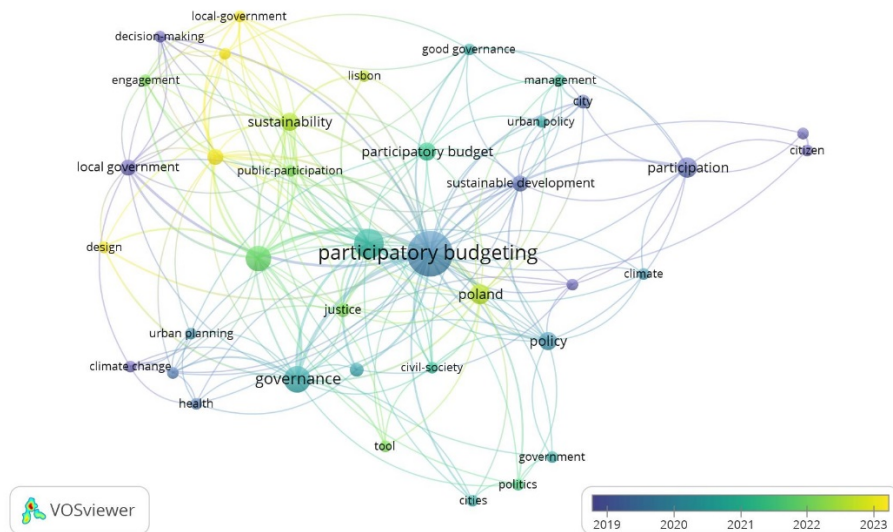 local-government
decision-making
good governance
engagement
lisbon
management
city
sustainability
urban policy
participatory budget
local government
public-participation
participation
citizen
sustainable development
design
participatory budgeting
climate
poland
justice
urban planning
policy
climate change
governance
civil-society
health
tool
government
politics
cities
VOSviewer
2019 2020 2021 2022 2023